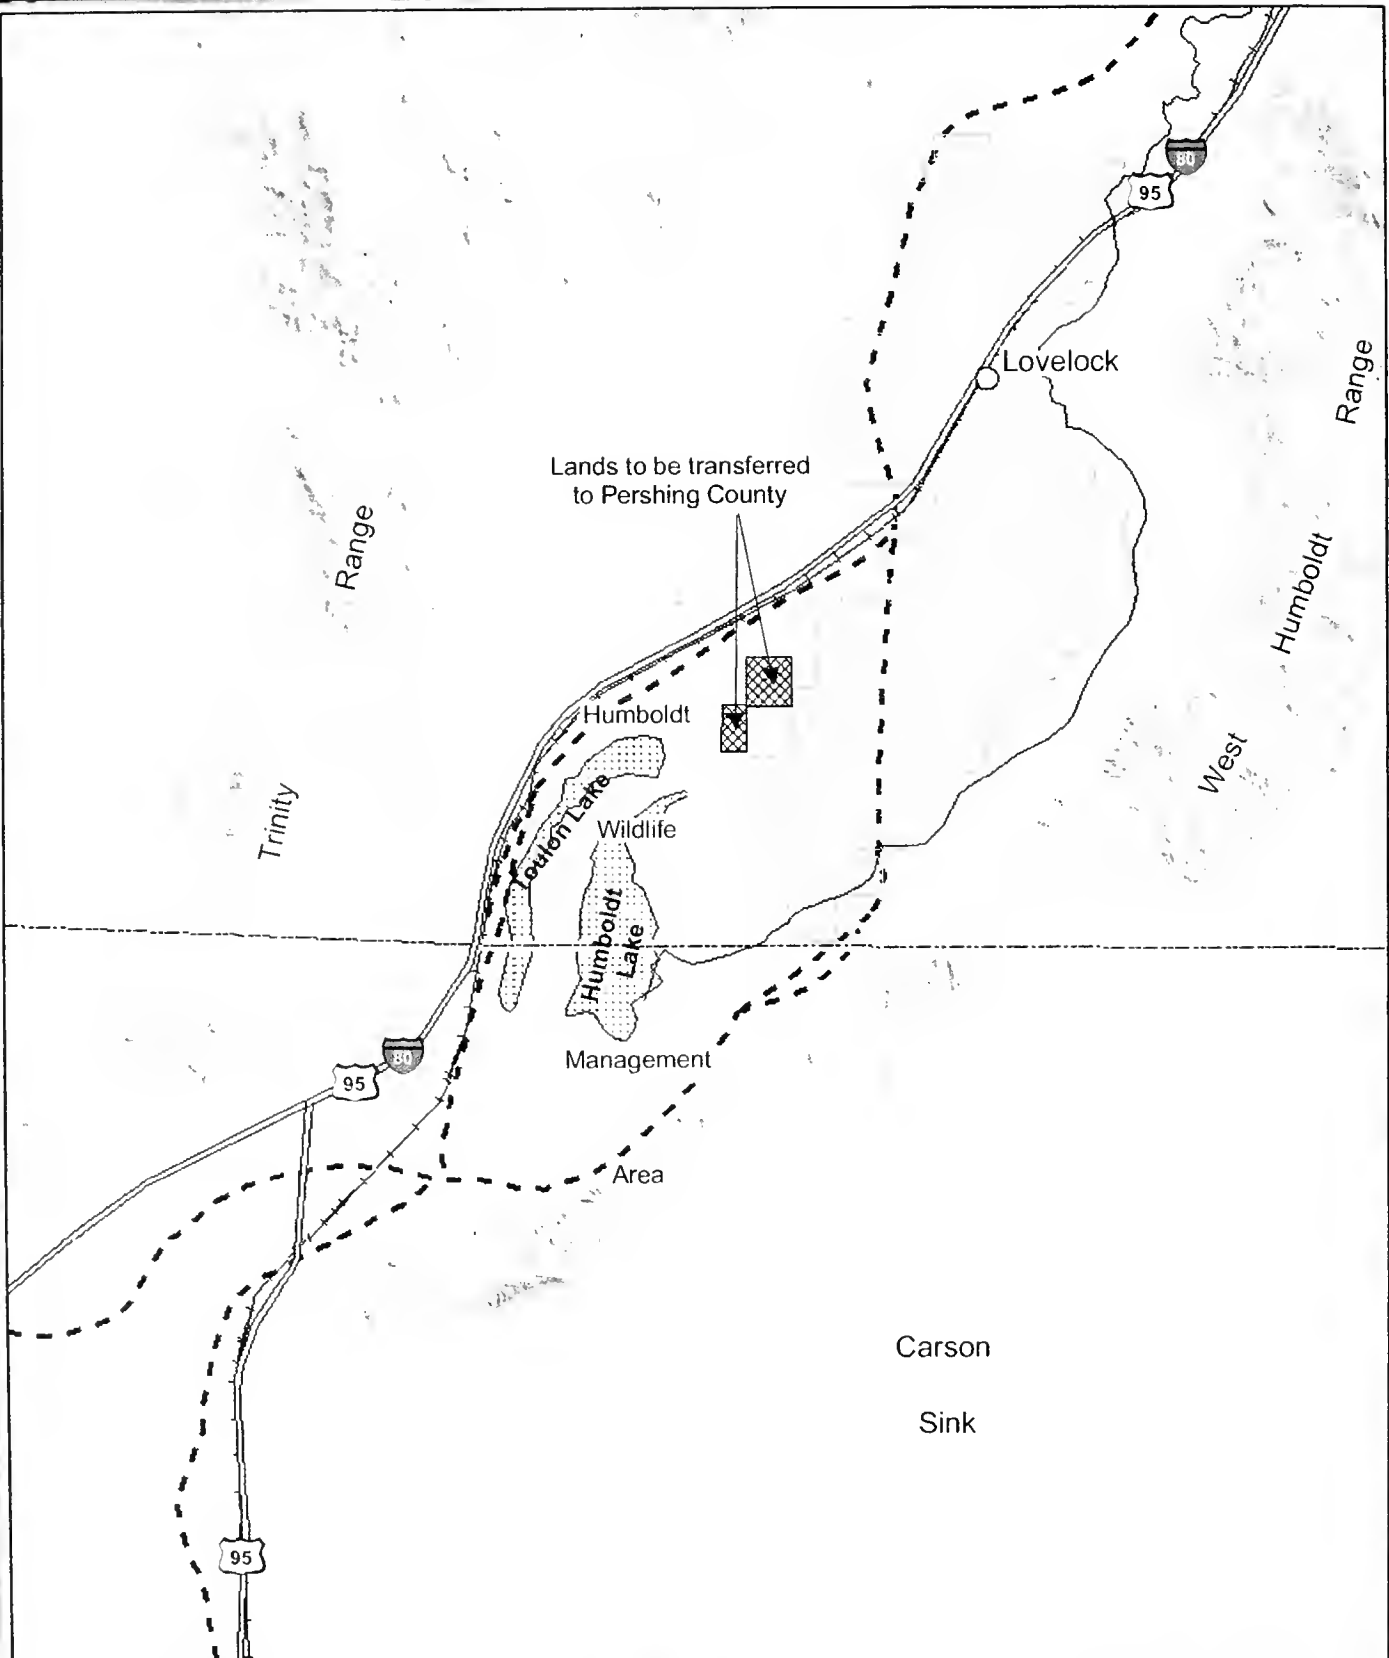 80
95
Lovelock
Range
Lands to be transferred
to Pershing County
Range
Humboldt
Humboldt
West
Trinity
Toulon Lake
Wildlife
Humboldt
Lake
80
95
Management
Area
Carson
Sink
95